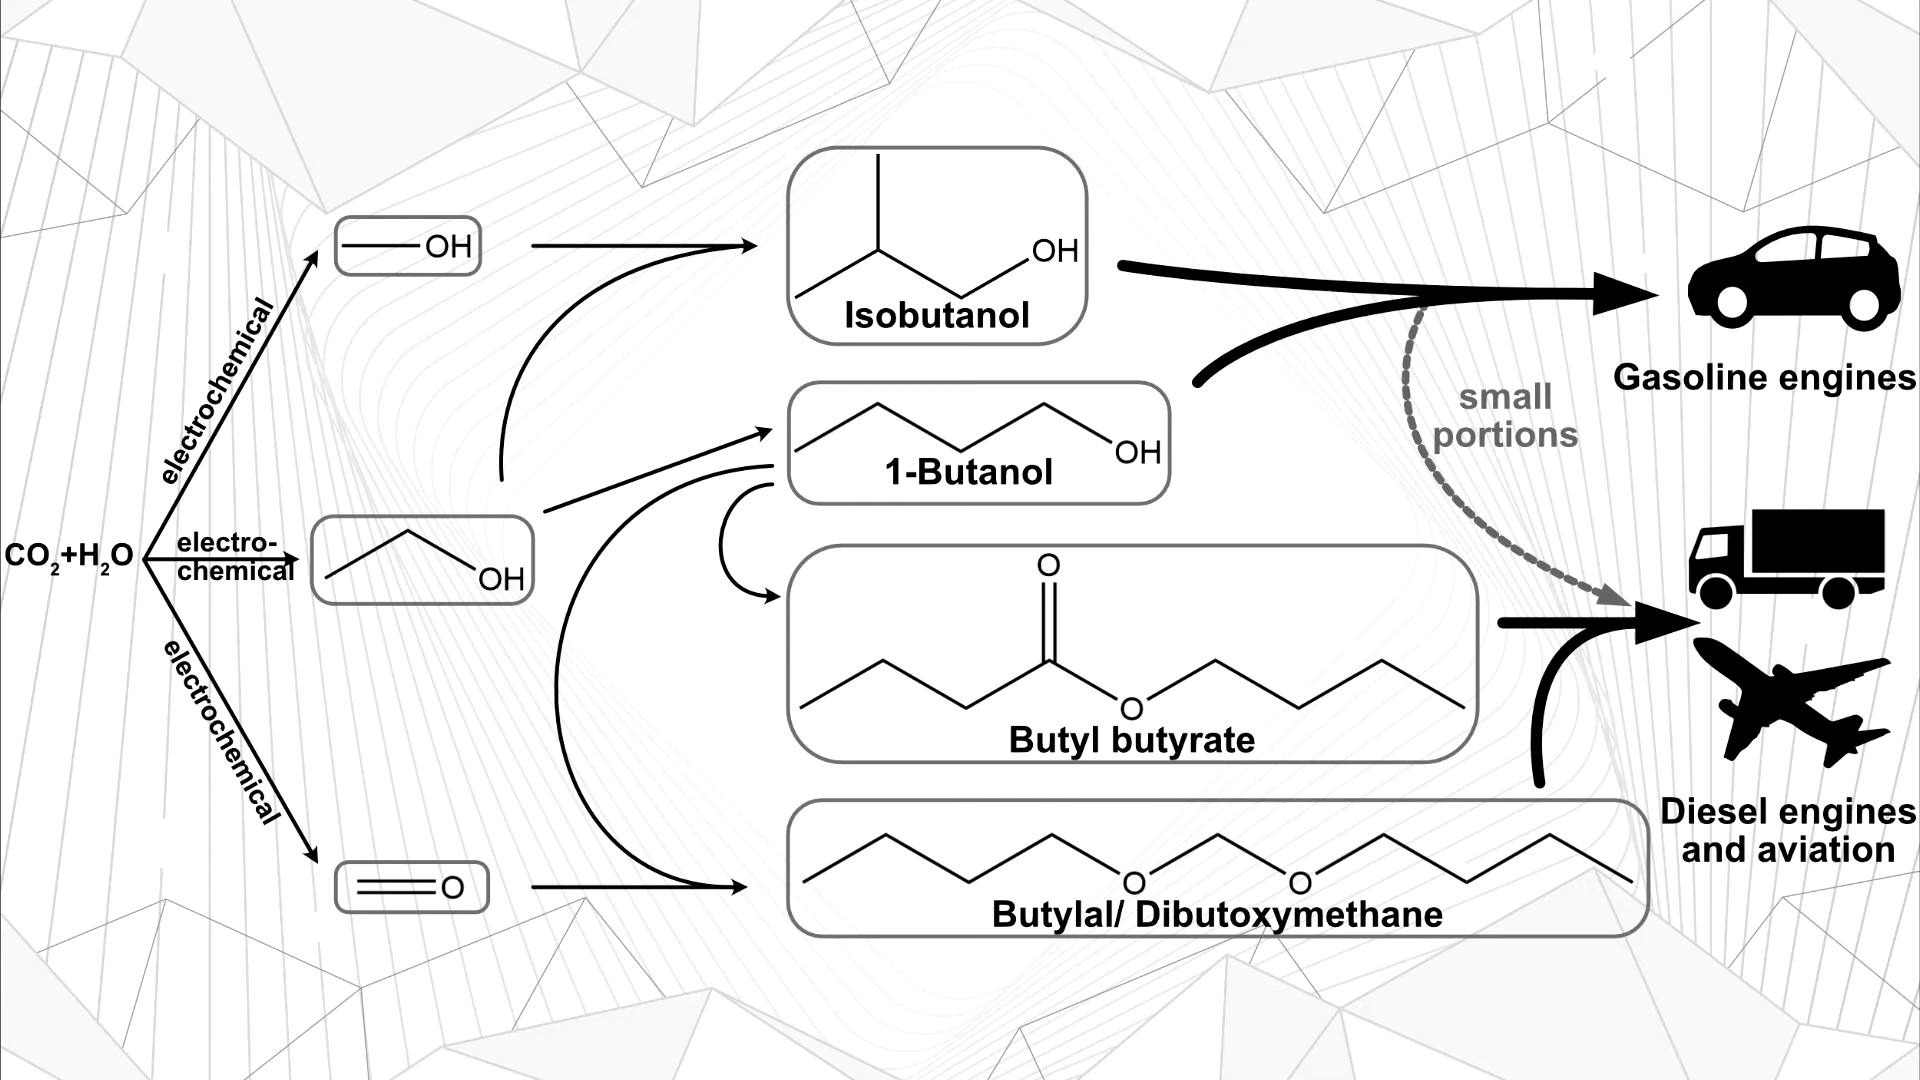 CO₂+H₂O
electrochemical
electro-
chemical
electrochemical
OH
OH
O
OH
Isobutanol
OH
1-Butanol
O
O
Butyl butyrate
O
O
Butylal/ Dibutoxymethane
small
portions
Gasoline engines
Diesel engines
and aviation